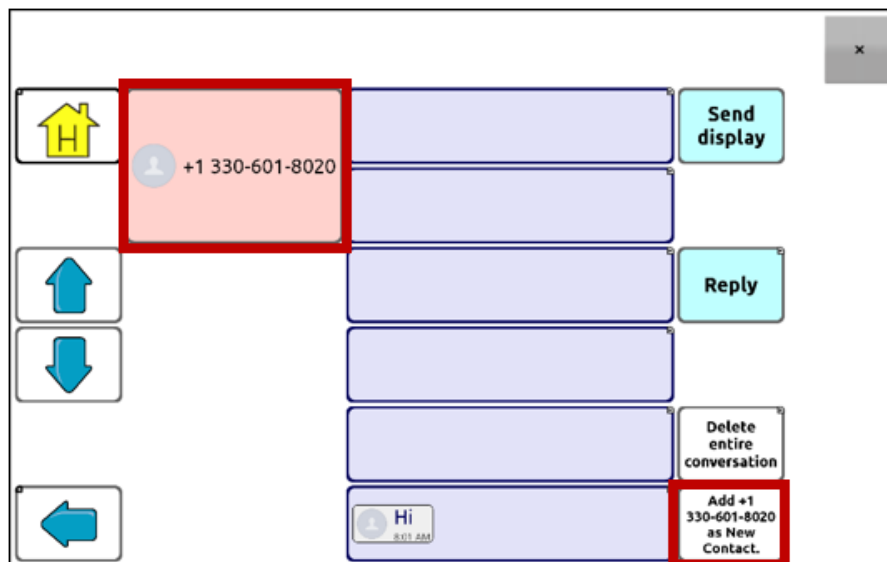 ×
H
+1 330-601-8020
Send
display
Reply
Delete
entire
conversation
Hi
8:01 AM
Add +1
330-601-8020
as New
Contact.